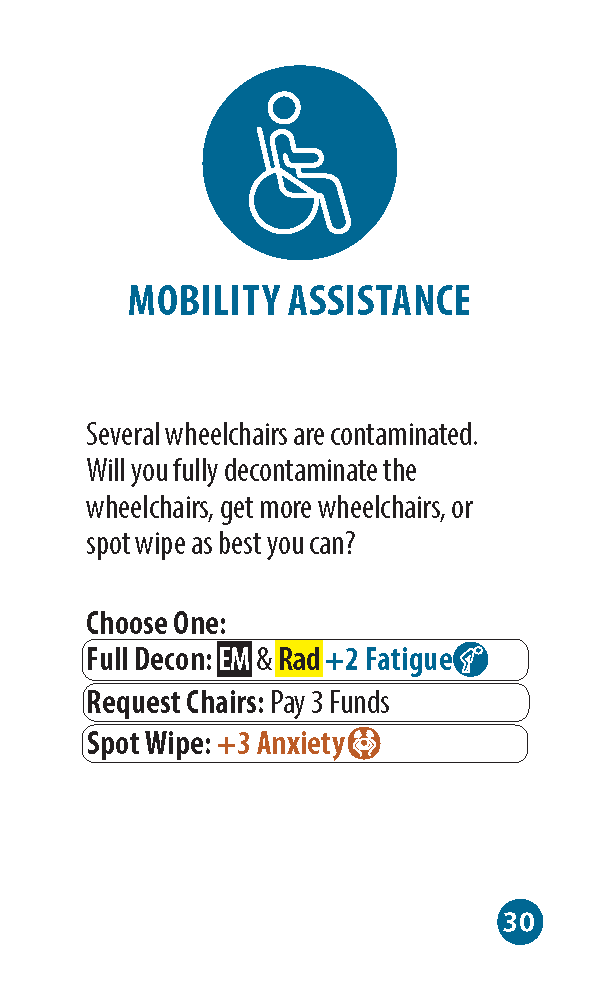 MOBILITY ASSISTANCE
Several wheelchairs are contaminated.
Will you fully decontaminate the
wheelchairs, get more wheelchairs, or
spot wipe as best you can?
Choose One:
Full Decon: EM & Rad +2 Fatigue
Request Chairs: Pay 3 Funds
Spot Wipe: +3 Anxiety
30